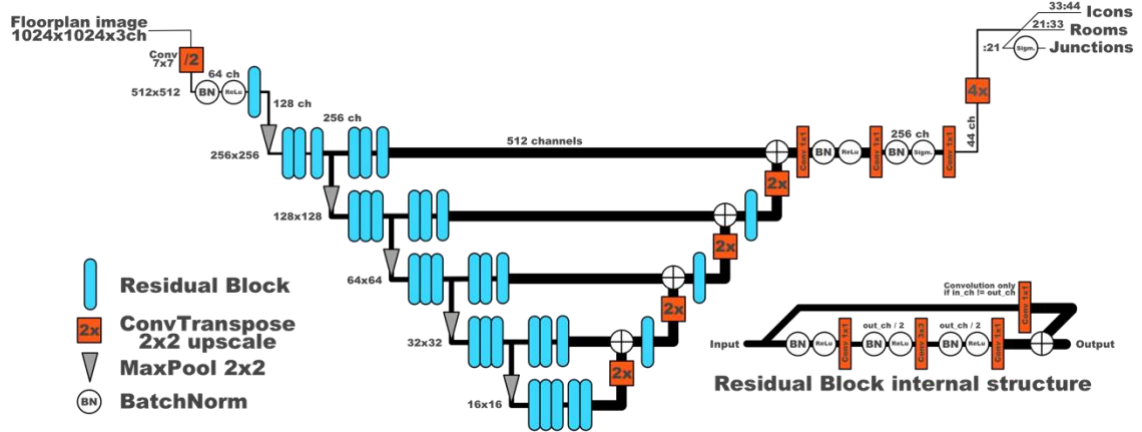 Floorplan image
1024x1024x3ch
Conv
7x7
/2
64 ch
512x512
BN
ReLu
128 ch
256x256
256 ch
512 channels
Conv 1x1
BN
ReLu
Conv 1x1
256 ch
BN
Sigm.
Conv 1x1
44 ch
4x
33:44
Icons
21:33
Rooms
:21
Sigm.
Junctions
2x
128x128
2x
64x64
2x
32x32
2x
16x16
Residual Block
2x
ConvTranspose
2x2 upscale
MaxPool 2x2
BN
BatchNorm
Convolution only
if in_ch != out_ch
Conv 1x1
Input
BN
ReLu
Conv 1x1
out_ch / 2
BN
ReLu
Conv 3x3
out_ch / 2
BN
ReLu
Conv 1x1
Output
Residual Block internal structure